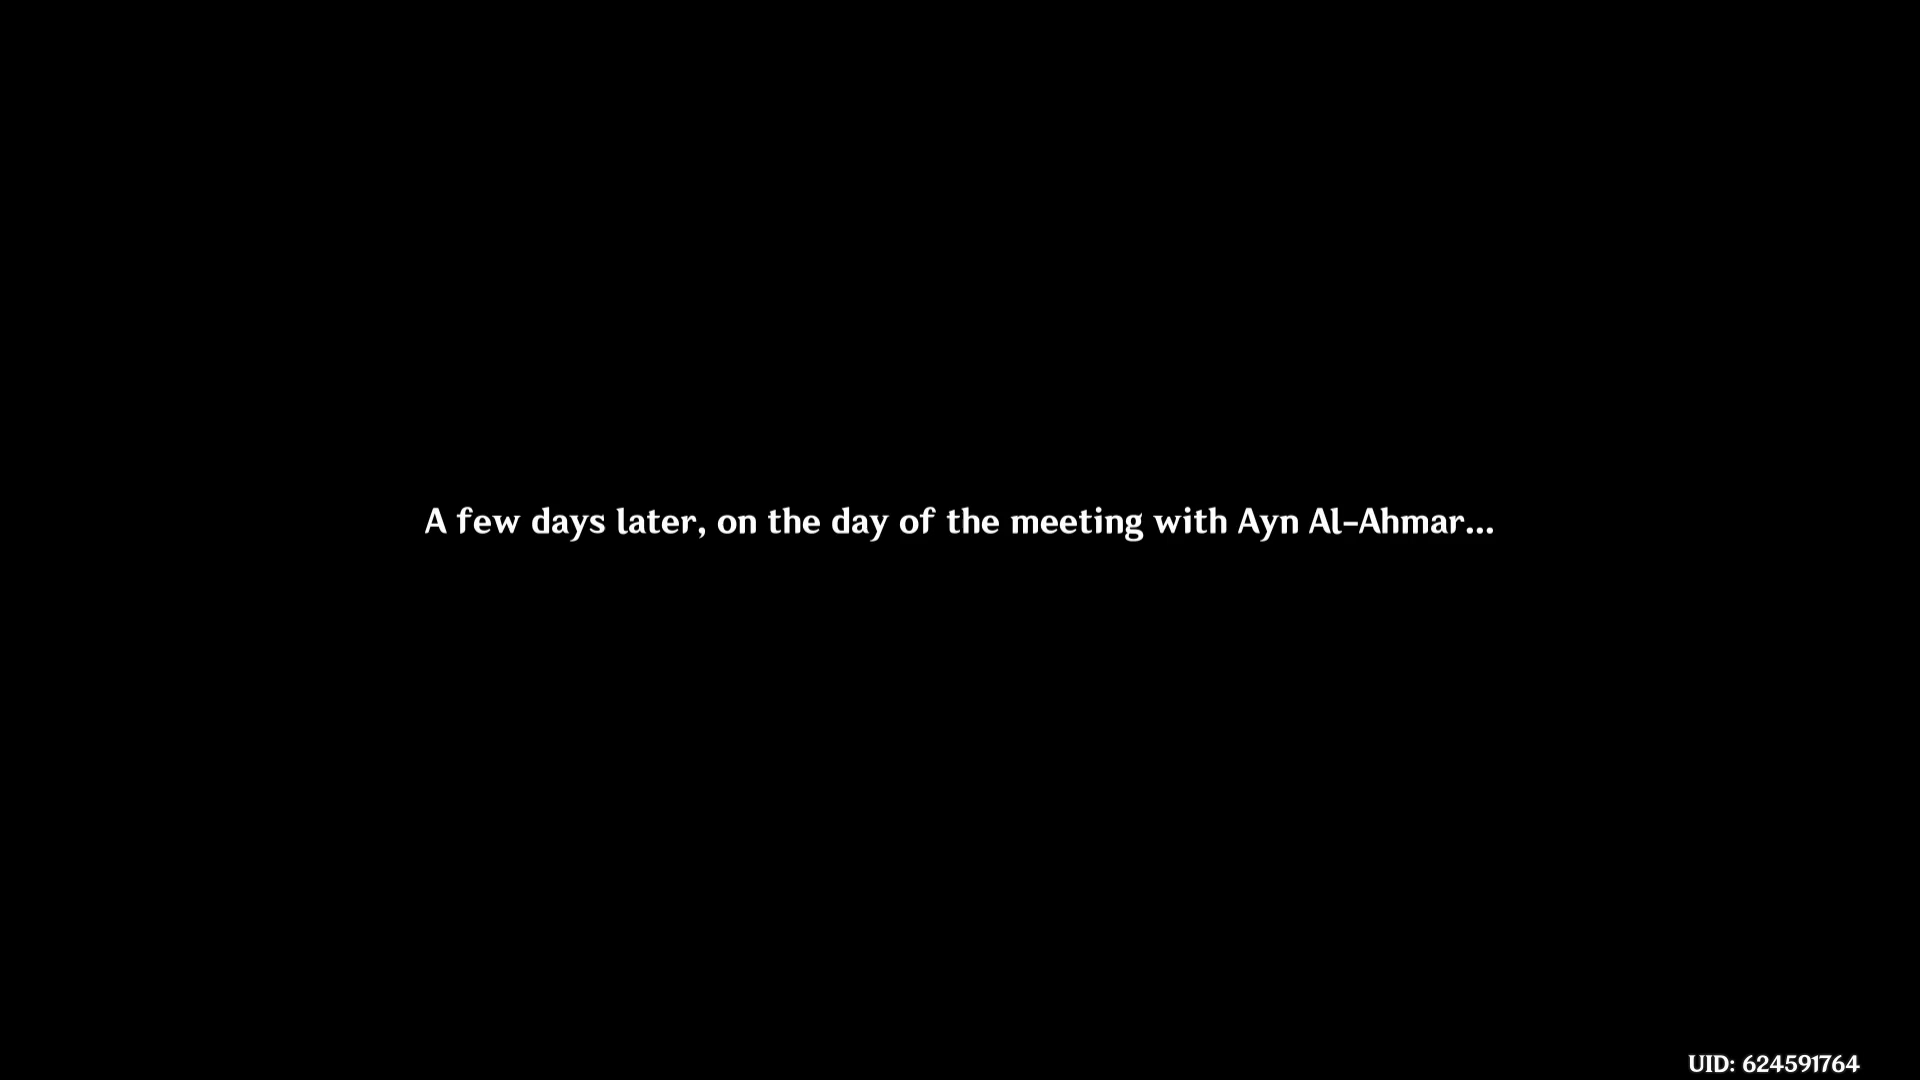 A few days later, on the day of the meeting with Ayn Al-Ahmar...
UID: 624591764